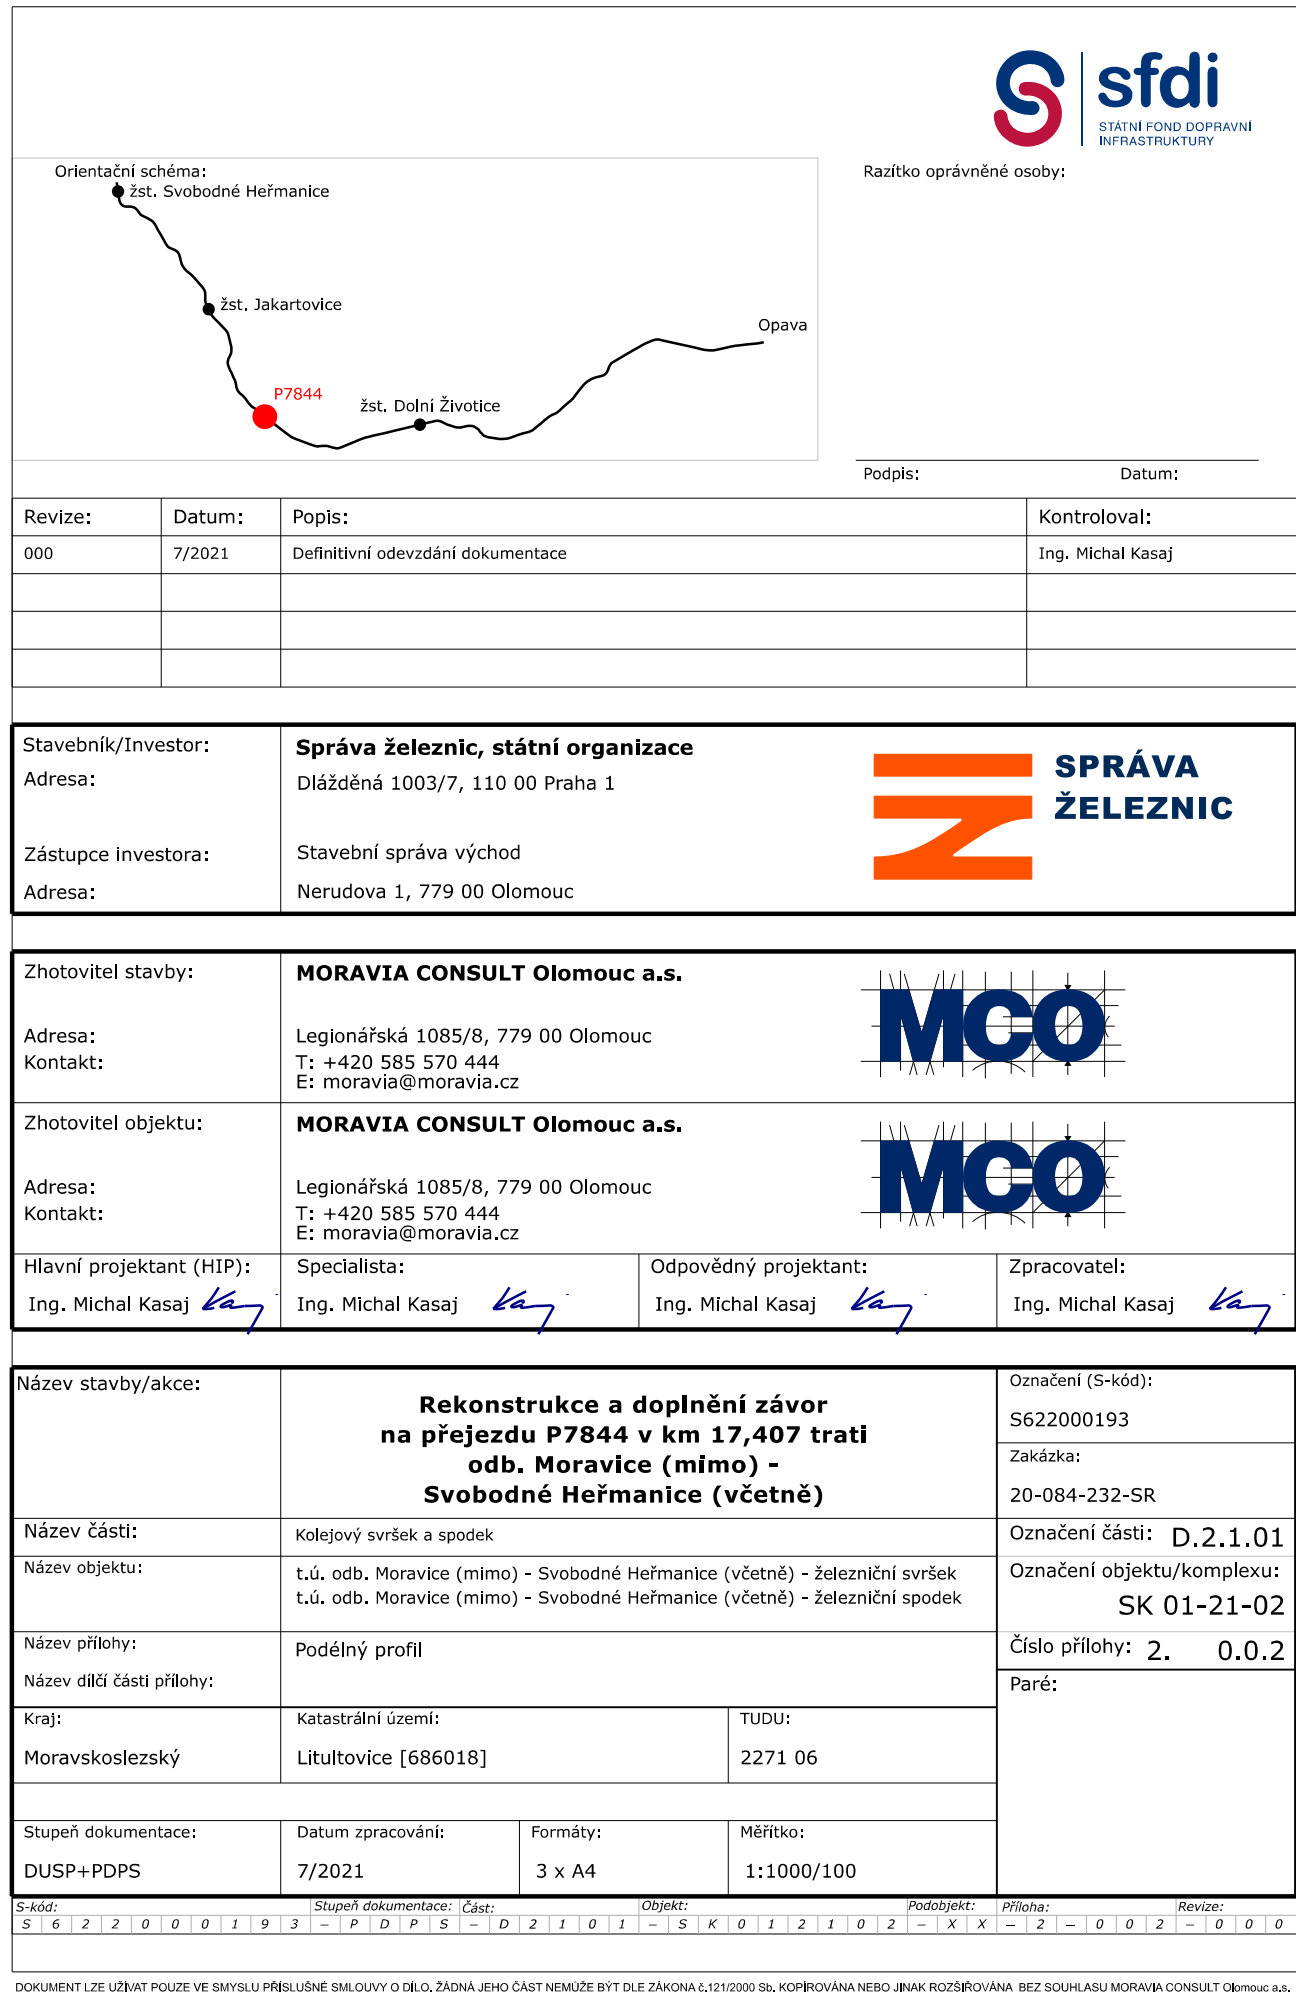 sfdi
STÁTNÍ FOND DOPRAVNÍ
INFRASTRUKTURY
Orientační schéma:
žst. Svobodné Heřmanice
žst. Jakartovice
Opava
P7844
žst. Dolní Životice
Razítko oprávněné osoby:
Podpis: Datum:
Revize: Datum: Popis: Kontroloval:
000 7/2021 Definitivní odevzdání dokumentace Ing. Michal Kasaj
Stavebník/Investor: Správa železnic, státní organizace
Adresa: Dlážděná 1003/7, 110 00 Praha 1
SPRÁVA
ŽELEZNIC
Zástupce investora: Stavební správa východ
Adresa: Nerudova 1, 779 00 Olomouc
Zhotovitel stavby: MORAVIA CONSULT Olomouc a.s.
MCO
Adresa: Legionářská 1085/8, 779 00 Olomouc
Kontakt: T: +420 585 570 444
E: moravia@moravia.cz
Zhotovitel objektu: MORAVIA CONSULT Olomouc a.s.
MCO
Adresa: Legionářská 1085/8, 779 00 Olomouc
Kontakt: T: +420 585 570 444
E: moravia@moravia.cz
Hlavní projektant (HIP): Specialista: Odpovědný projektant: Zpracovatel:
Ing. Michal Kasaj Ing. Michal Kasaj Ing. Michal Kasaj Ing. Michal Kasaj
Název stavby/akce:
Rekonstrukce a doplnění závor
na přejezdu P7844 v km 17,407 trati
odb. Moravice (mimo) -
Svobodné Heřmanice (včetně)
Označení (S-kód):
S622000193
Zakázka:
20-084-232-SR
Název části: Kolejový svršek a spodek
Označení části: D.2.1.01
Název objektu: t.ú. odb. Moravice (mimo) - Svobodné Heřmanice (včetně) - železniční svršek
t.ú. odb. Moravice (mimo) - Svobodné Heřmanice (včetně) - železniční spodek
Označení objektu/komplexu:
SK 01-21-02
Název přílohy: Podélný profil
Číslo přílohy: 2. 0.0.2
Název dílčí části přílohy:
Paré:
Kraj: Katastrální území: TUDU:
Moravskoslezský Litultovice [686018] 2271 06
Stupeň dokumentace: Datum zpracování: Formáty: Měřítko:
DUSP+PDPS 7/2021 3 x A4 1:1000/100
S-kód: Stupeň dokumentace: Část: Objekt: Podobjekt: Příloha: Revize:
S 6 2 2 0 0 0 1 9 3 – P D P S – D 2 1 0 1 – S K 0 1 2 1 0 2 – X X – 2 – 0 0 2 – 0 0 0
DOKUMENT LZE UŽÍVAT POUZE VE SMYSLU PŘÍSLUŠNÉ SMLOUVY O DÍLO. ŽÁDNÁ JEHO ČÁST NEMŮŽE BÝT DLE ZÁKONA č.121/2000 Sb. KOPÍROVÁNA NEBO JINAK ROZŠIŘOVÁNA BEZ SOUHLASU MORAVIA CONSULT Olomouc a.s.